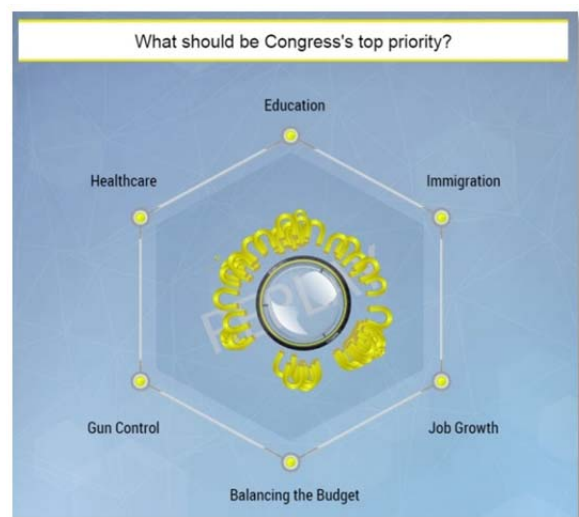 What should be Congress's top priority?
Education
Healthcare
Immigration
Gun Control
Job Growth
Balancing the Budget